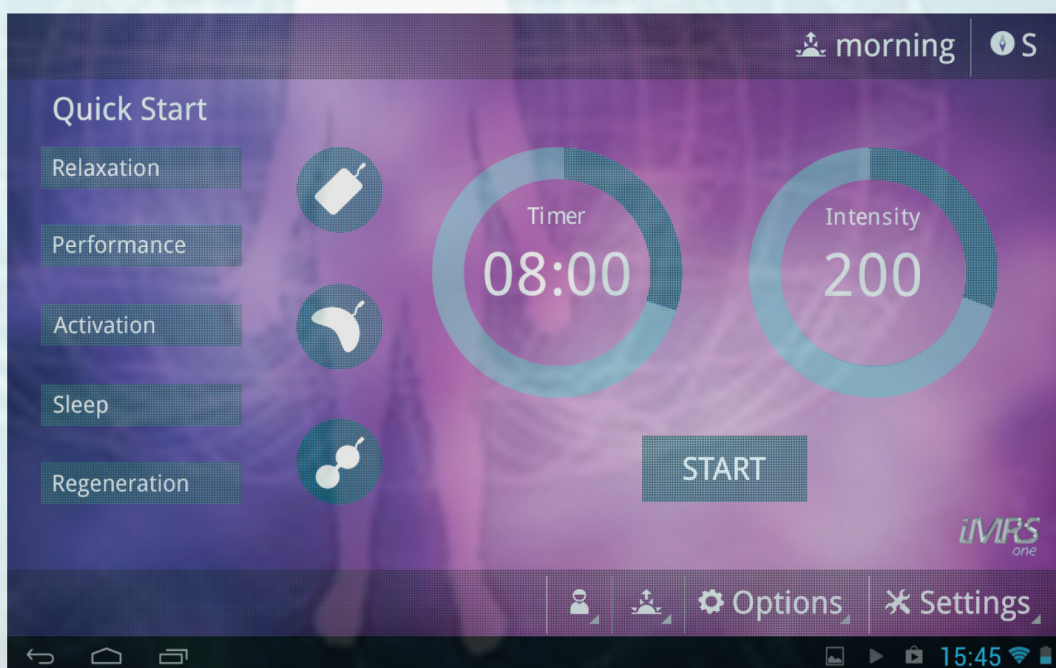 morning
S
Quick Start
Relaxation
Performance
Activation
Sleep
Regeneration
Timer
08:00
Intensity
200
START
iMRS
one
Options
Settings
15:45